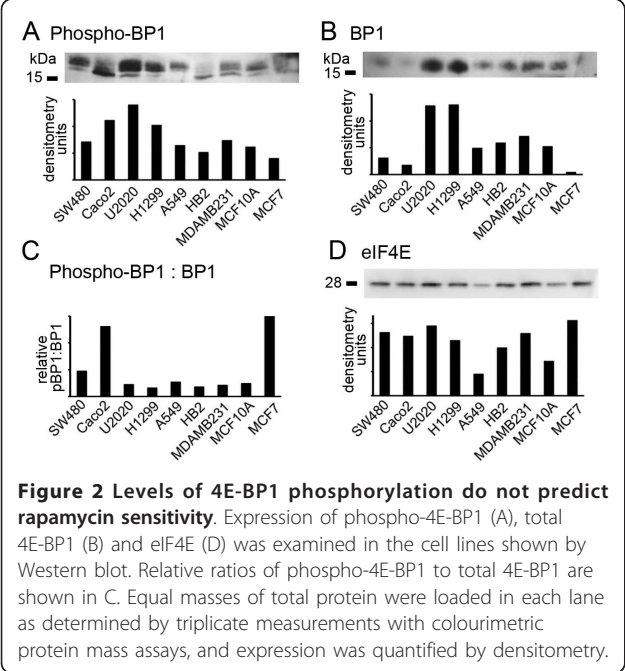 A Phospho-BP1
kDa
15
densitometry
units
SW480
Caco2
U2020
H1299
A549
HB2
MDAMB231
MCF10A
MCF7
B BP1
kDa
15
densitometry
units
SW480
Caco2
U2020
H1299
A549
HB2
MDAMB231
MCF10A
MCF7
C
Phospho-BP1 : BP1
relative
pBP1:BP1
SW480
Caco2
U2020
H1299
A549
HB2
MDAMB231
MCF10A
MCF7
D eIF4E
28
densitometry
units
SW480
Caco2
U2020
H1299
A549
HB2
MDAMB231
MCF10A
MCF7
Figure 2 Levels of 4E-BP1 phosphorylation do not predict
rapamycin sensitivity. Expression of phospho-4E-BP1 (A), total
4E-BP1 (B) and eIF4E (D) was examined in the cell lines shown by
Western blot. Relative ratios of phospho-4E-BP1 to total 4E-BP1 are
shown in C. Equal masses of total protein were loaded in each lane
as determined by triplicate measurements with colourimetric
protein mass assays, and expression was quantified by densitometry.